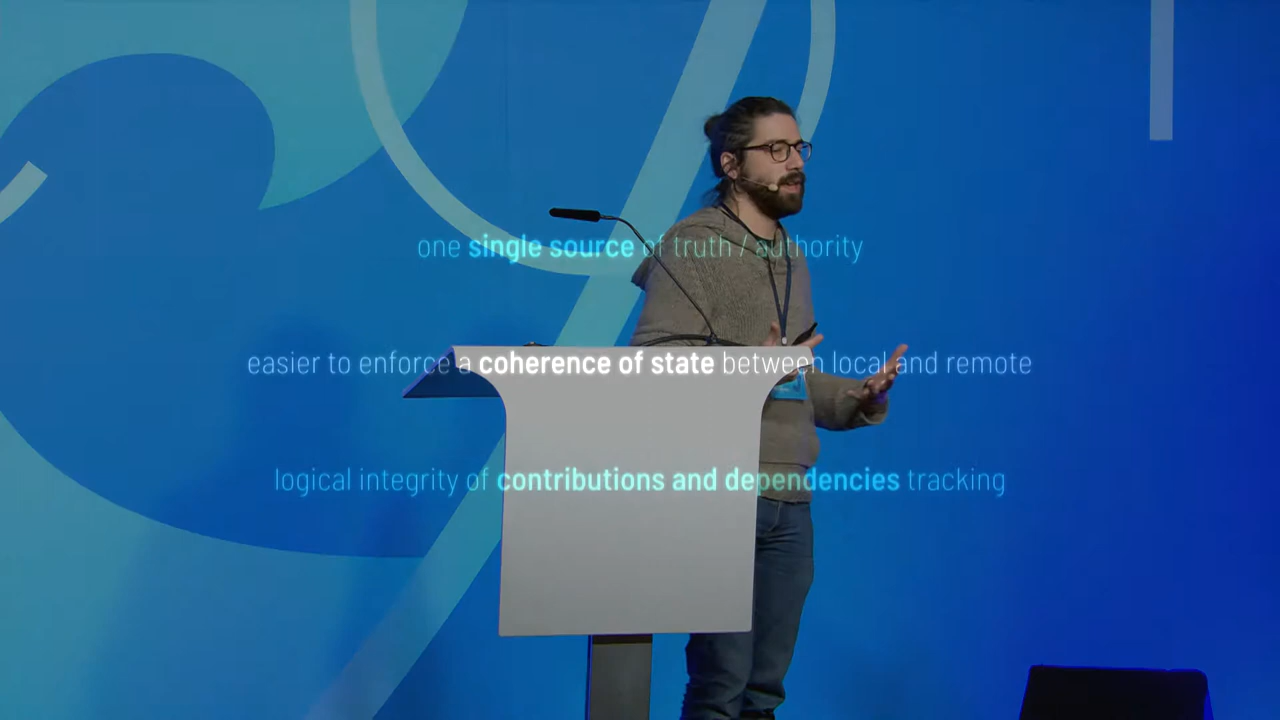 one single source of truth / authority
easier to enforce a coherence of state between local and remote
logical integrity of contributions and dependencies tracking